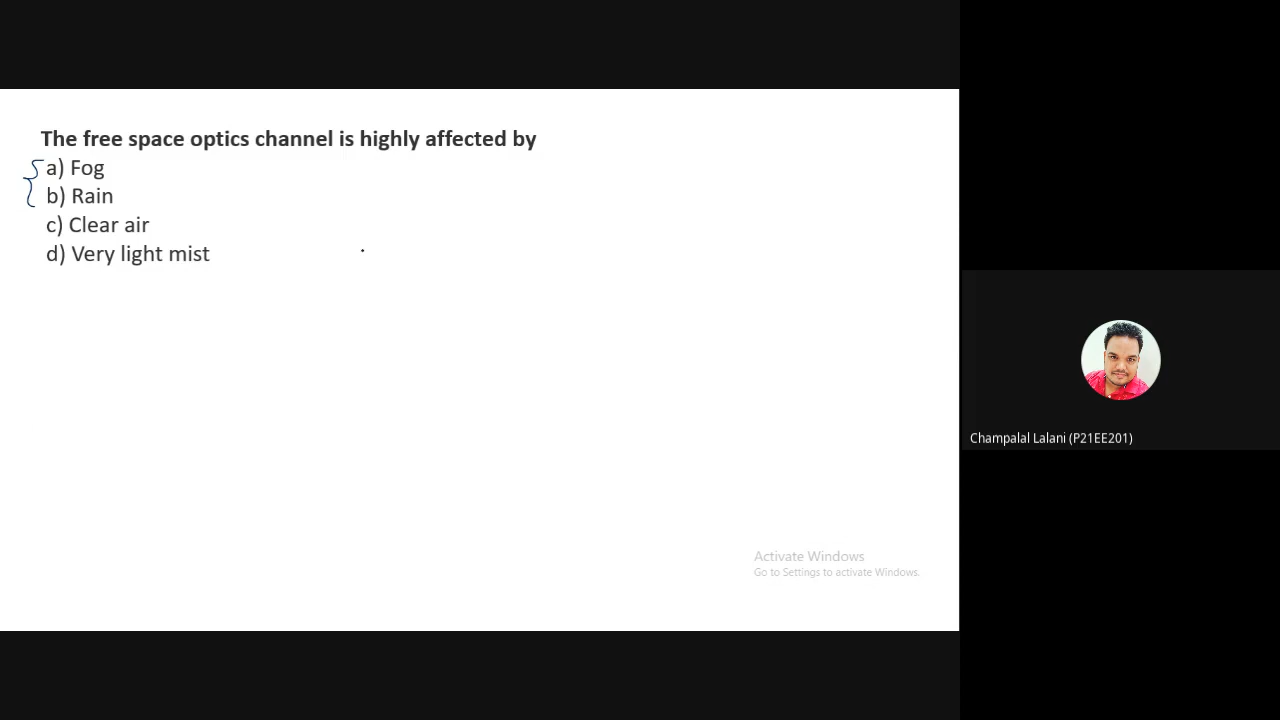 The free space optics channel is highly affected by
a) Fog
b) Rain
c) Clear air
d) Very light mist
Activate Windows
Go to Settings to activate Windows.
Champalal Lalani (P21EE201)